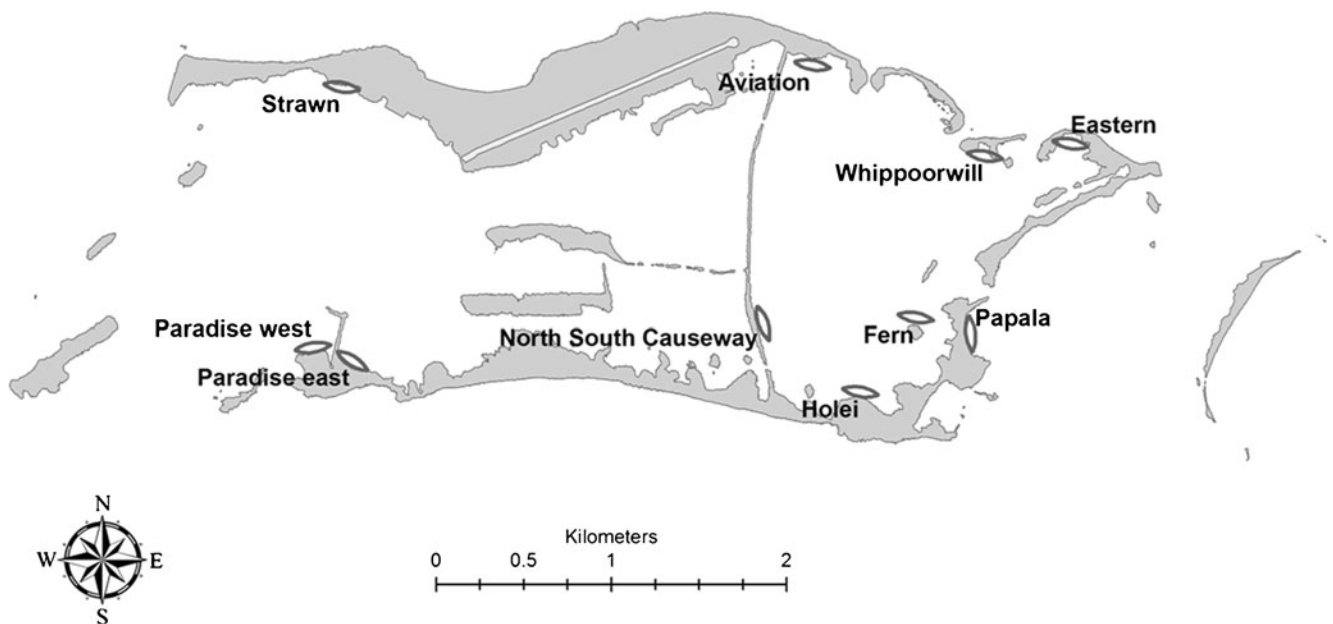 Strawn
Aviation
Eastern
Whippoorwill
Paradise west
Paradise east
North South Causeway
Fern
Papala
Holei
N
W E
S
Kilometers
0 0.5 1 2